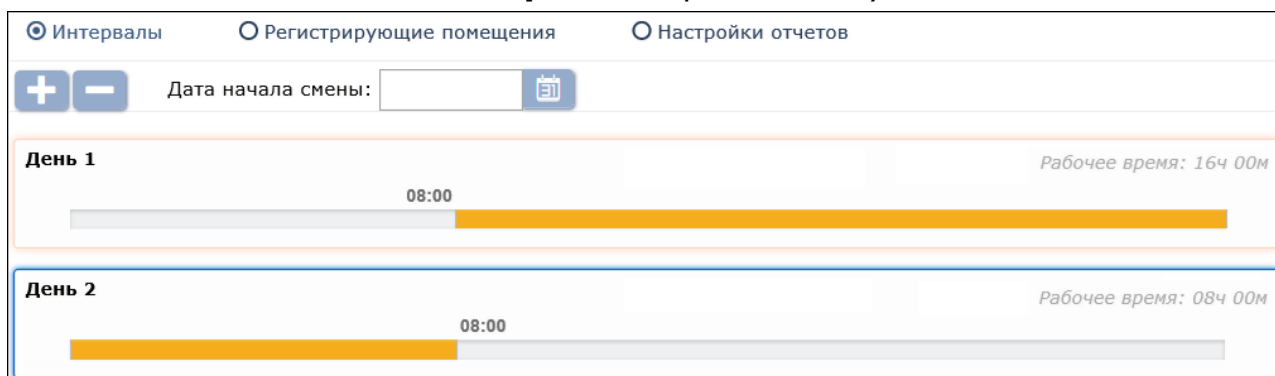 Интервалы Регистрирующие помещения Настройки отчетов
Дата начала смены: 31
День 1 Рабочее время: 16ч 00м
08:00
День 2 Рабочее время: 08ч 00м
08:00